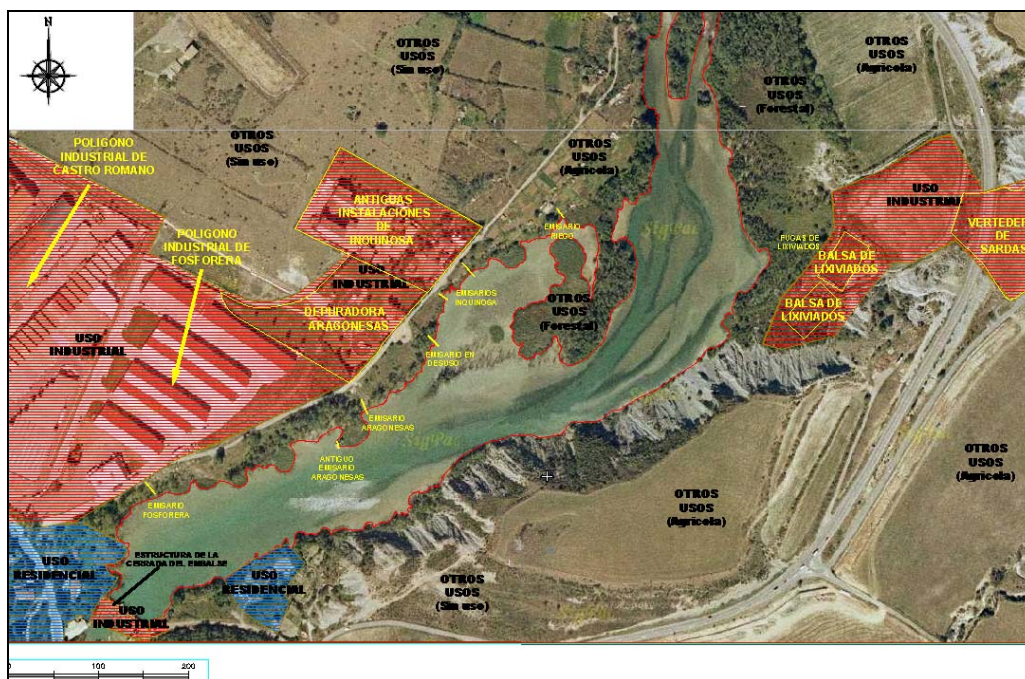 N
OTROS
USOS
(Sin uso)
OTROS
USOS
(Agrícola)
OTROS
USOS
(Forestal)
POLIGONO
INDUSTRIAL DE
CASTRO ROMANO
OTROS
USOS
(Sin uso)
OTROS
USOS
(Agrícola)
ANTIGUAS
INSTALACIONES
DE
INQUINOSA
USO
INDUSTRIAL
VERTEDERO
DE
SARDAS
POLIGONO
INDUSTRIAL DE
FOSFORERA
EMISARIO
RIEGO
SigPac
FUGAS DE
LIXIVIADOS
BALSA DE
LIXIVIADOS
BALSA DE
LIXIVIADOS
USO
INDUSTRIAL
DEPURADORA
ARAGONESAS
EMISARIOS
INQUINOSA
OTROS
USOS
(Forestal)
USO
INDUSTRIAL
EMISARIO EN
DESUSO
EMISARIO
ARAGONESAS
SigPac
ANTIGUO
EMISARIO
ARAGONESAS
OTROS
USOS
(Agrícola)
OTROS
USOS
(Agrícola)
EMISARIO
FOSFORERA
ESTRUCTURA DE LA
CERRADA DEL EMBALSE
USO
RESIDENCIAL
USO
RESIDENCIAL
OTROS
USOS
(Sin uso)
USO
INDUSTRIAL
0 100 200